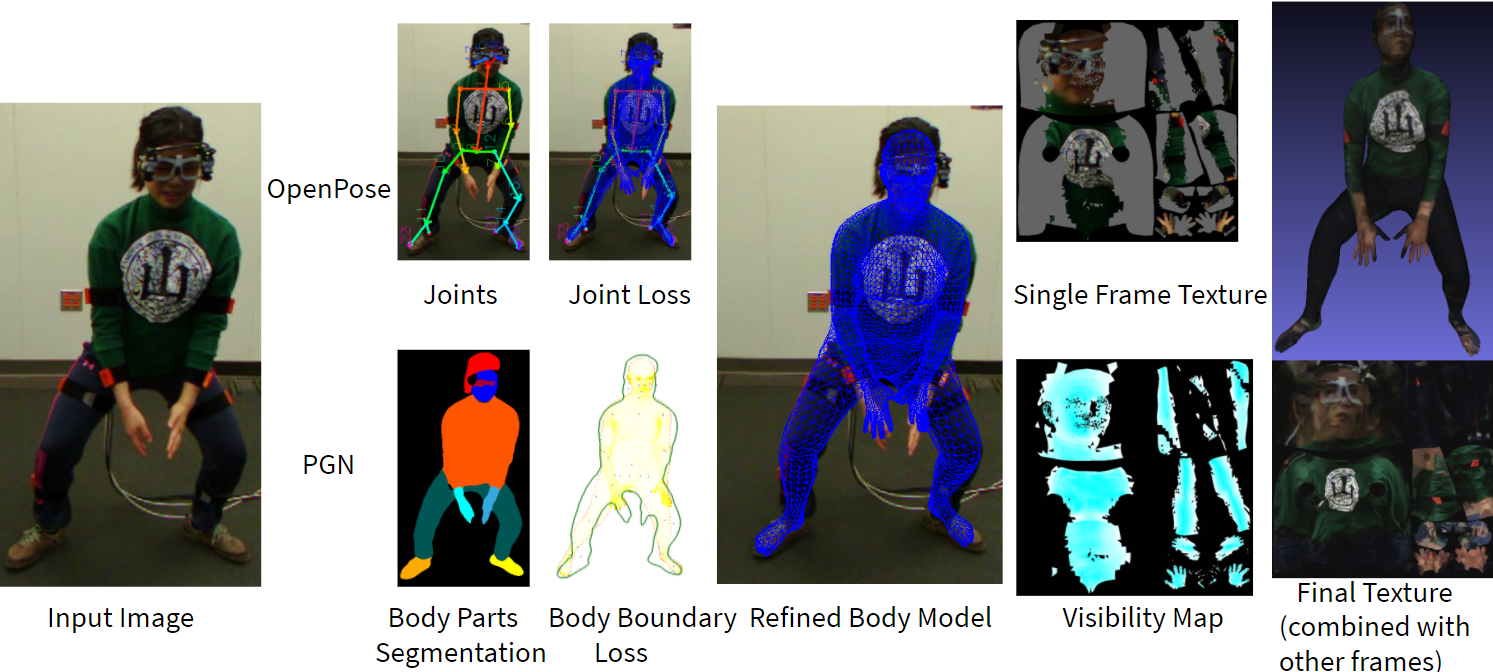 OpenPose
Joints
Joint Loss
Single Frame Texture
PGN
Input Image
Body Parts
Segmentation
Body Boundary
Loss
Refined Body Model
Visibility Map
Final Texture
(combined with
other frames)